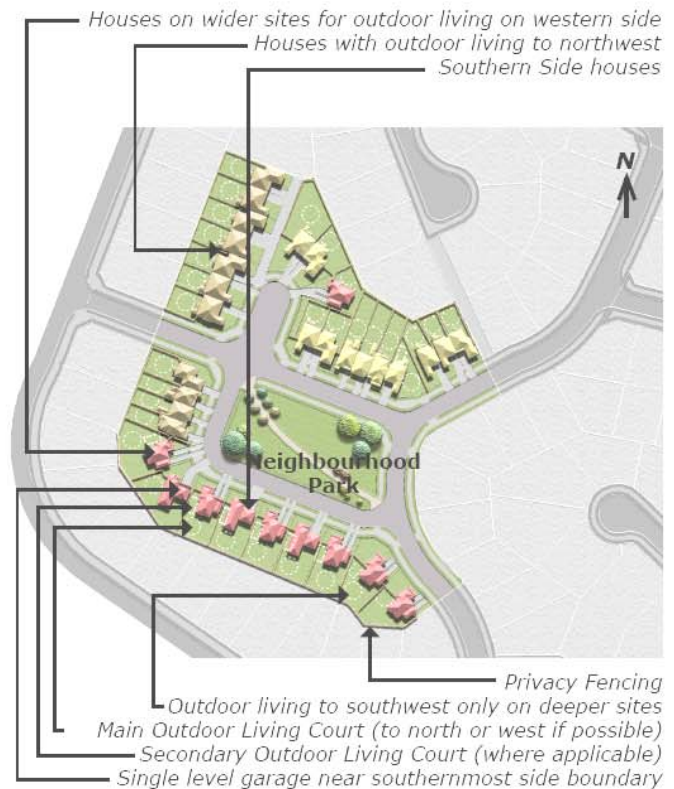 Houses on wider sites for outdoor living on western side
Houses with outdoor living to northwest
Southern Side houses
N
Neighbourhood
Park
Privacy Fencing
Outdoor living to southwest only on deeper sites
Main Outdoor Living Court (to north or west if possible)
Secondary Outdoor Living Court (where applicable)
Single level garage near southernmost side boundary